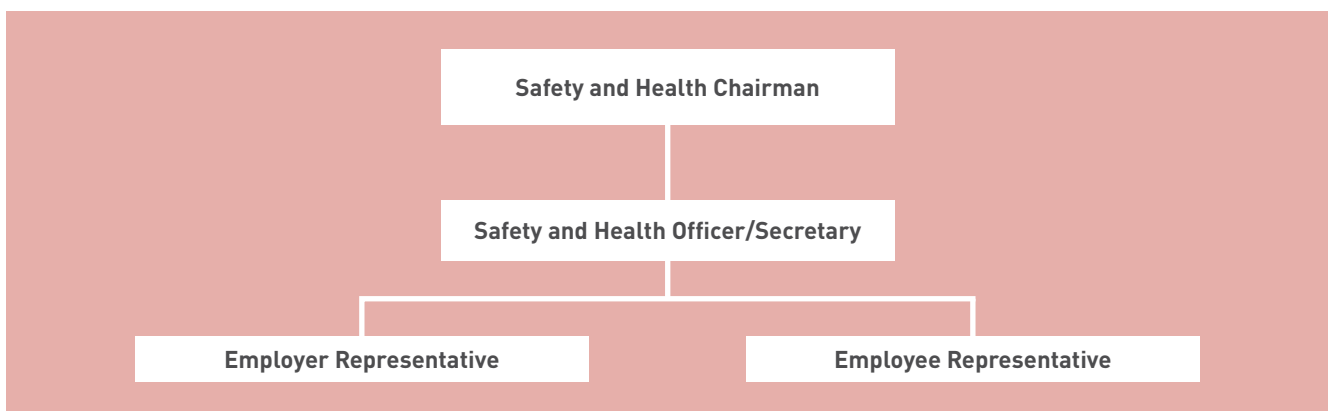 Safety and Health Chairman
Safety and Health Officer/Secretary
Employer Representative
Employee Representative